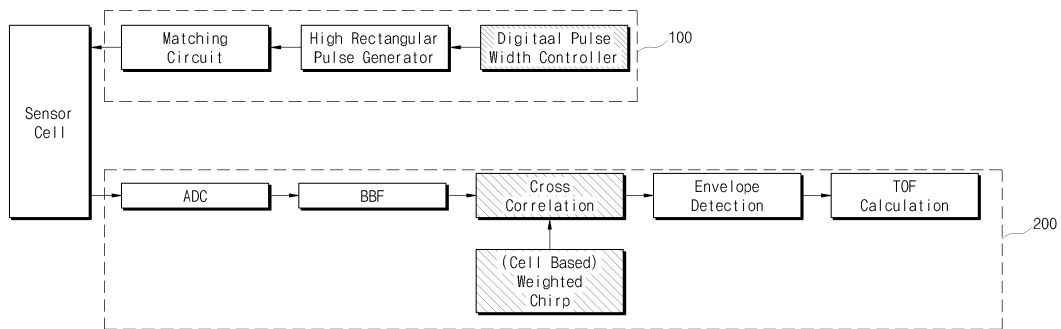 Matching
Circuit
High Rectangular
Pulse Generator
Digitaal Pulse
Width Controller
100
Sensor
Cell
ADC
BBF
Cross
Correlation
Envelope
Detection
TOF
Calculation
200
(Cell Based)
Weighted
Chirp